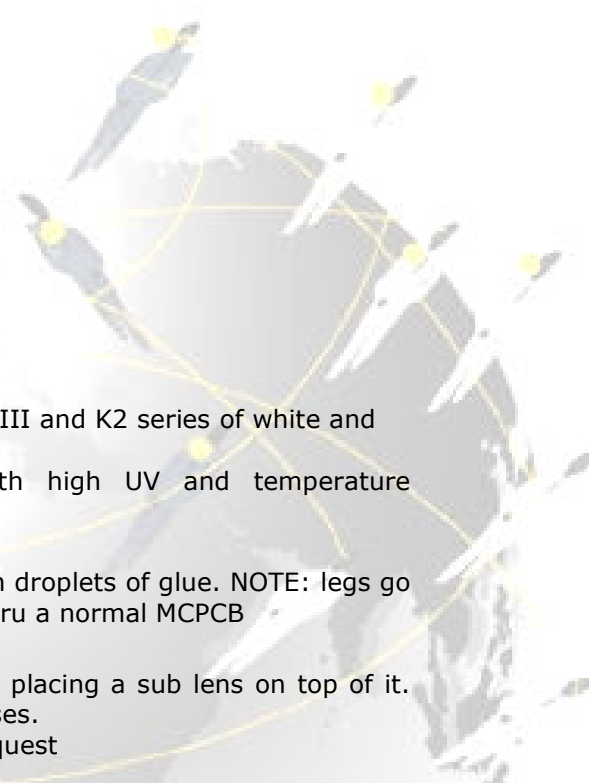 III and K2 series of white and
th high UV and temperature
droplets of glue. NOTE: legs go
ru a normal MCPCB
placing a sub lens on top of it.
ses.
quest